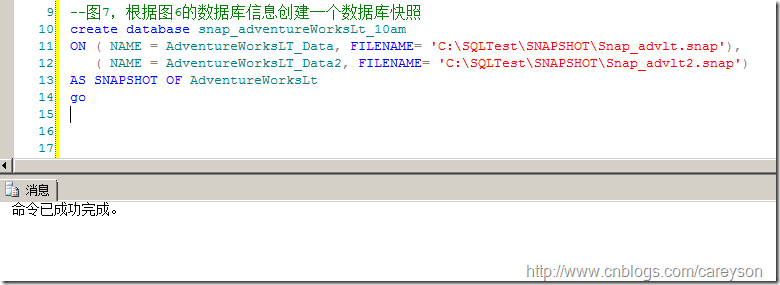 9 --图7，根据图6的数据库信息创建一个数据库快照
10 create database snap_adventureWorksLt_10am
11 ON ( NAME = AdventureWorksLT_Data, FILENAME= 'C:\SQLTest\SNAPSHOT\Snap_advlt.snap'),
12 ( NAME = AdventureWorksLT_Data2, FILENAME= 'C:\SQLTest\SNAPSHOT\Snap_advlt2.snap')
13 AS SNAPSHOT OF AdventureWorksLt
14 go
15
16
17
消息
命令已成功完成。
http://www.cnblogs.com/careyson